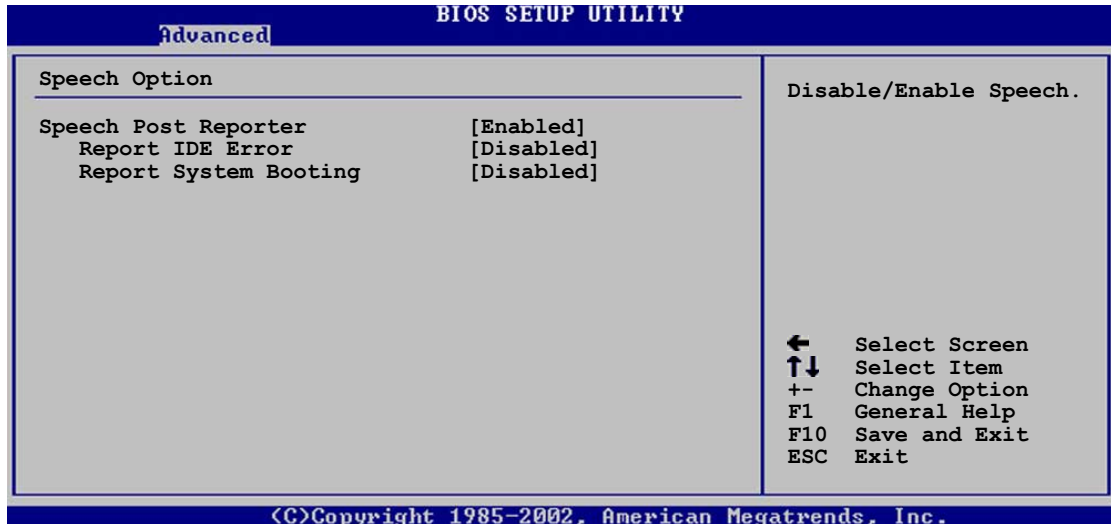 BIOS SETUP UTILITY
Advanced
Speech Option
Speech Post Reporter [Enabled]
Report IDE Error [Disabled]
Report System Booting [Disabled]
Disable/Enable Speech.
← Select Screen
↑↓ Select Item
+- Change Option
F1 General Help
F10 Save and Exit
ESC Exit
(C)Copyright 1985-2002, American Megatrends, Inc.